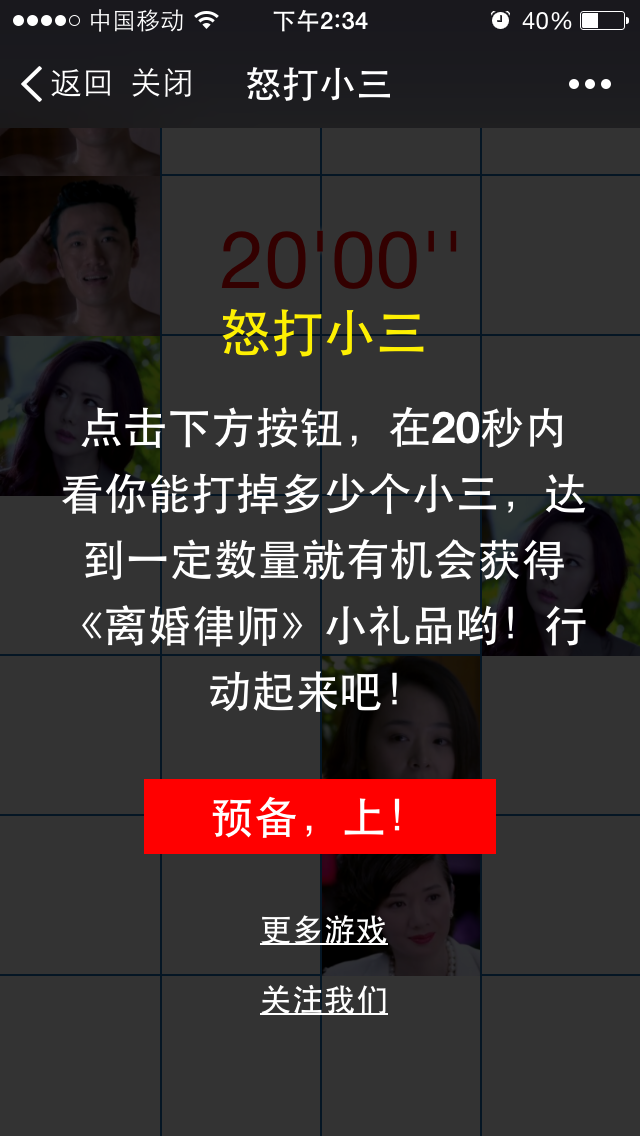 中国移动 下午2:34 40%
返回 关闭 怒打小三
20'00''
怒打小三
点击下方按钮，在20秒内
看你能打掉多少个小三，达
到一定数量就有机会获得
《离婚律师》小礼品哟！行
动起来吧！
预备，上！
更多游戏
关注我们